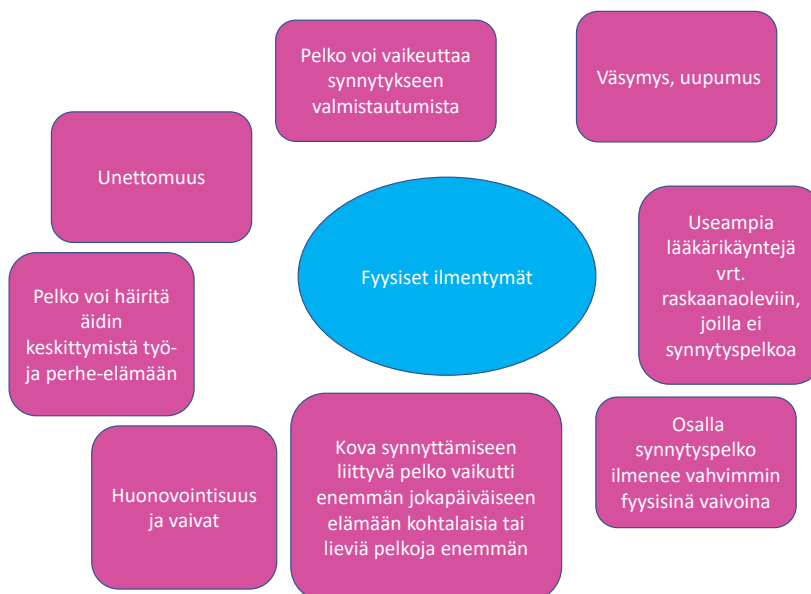 Pelko voi vaikeuttaa
synnytykseen
valmistautumista
Väsymys, uupumus
Unettomuus
Fyysiset ilmentymät
Useampia
lääkärikäyntejä
vrt.
raskaanaoleviin,
joilla ei
synnytyspelkoa
Pelko voi häiritä
äidin
keskittymistä työ-
ja perhe-elämään
Huonovointisuus
ja vaivat
Kova synnyttämiseen
liittyvä pelko vaikutti
enemmän jokapäiväiseen
elämään kohtalaisia tai
lieviä pelkoja enemmän
Osalla
synnytyspelko
ilmenee vahvimmin
fyysisinä vaivoina